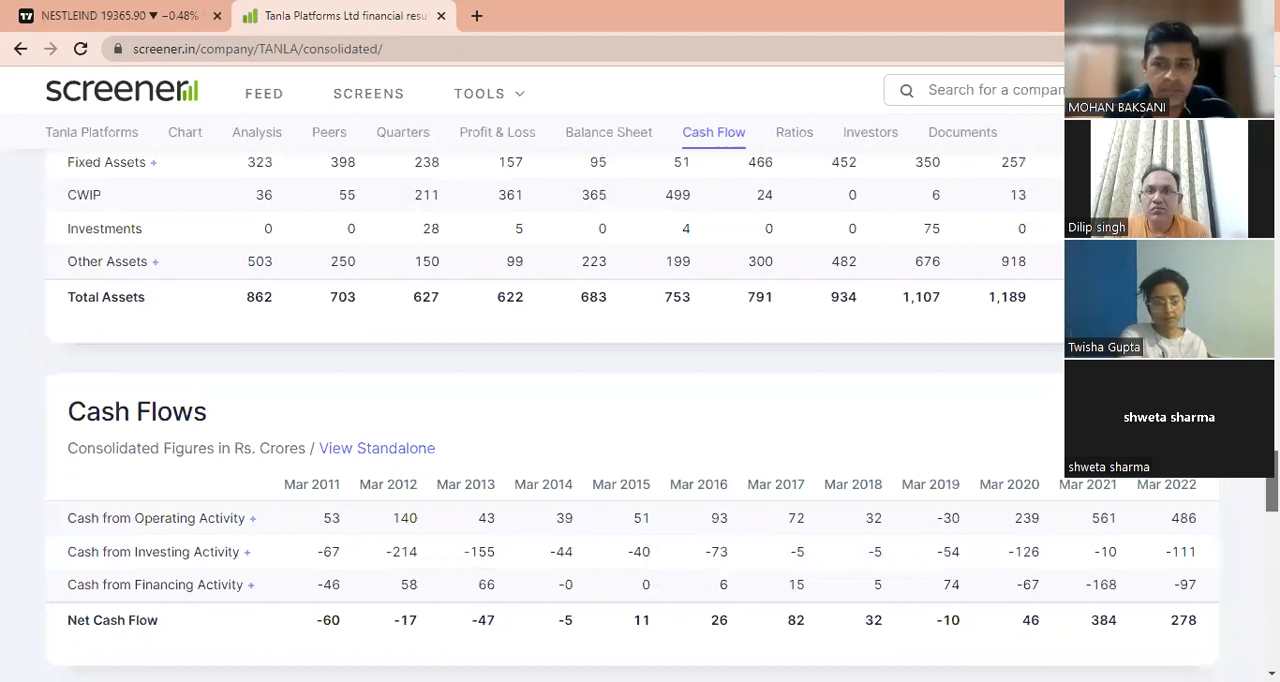 NESTLEIND 19365.90 ▼ −0.48%
Tanla Platforms Ltd financial resu
screener.in/company/TANLA/consolidated/
screener FEED SCREENS TOOLS Search for a compan
Tanla Platforms Chart Analysis Peers Quarters Profit & Loss Balance Sheet Cash Flow Ratios Investors Documents
Fixed Assets + 323 398 238 157 95 51 466 452 350 257
CWIP 36 55 211 361 365 499 24 0 6 13
Investments 0 0 28 5 0 4 0 0 75 0
Other Assets + 503 250 150 99 223 199 300 482 676 918
Total Assets 862 703 627 622 683 753 791 934 1,107 1,189
Cash Flows
Consolidated Figures in Rs. Crores / View Standalone
Mar 2011 Mar 2012 Mar 2013 Mar 2014 Mar 2015 Mar 2016 Mar 2017 Mar 2018 Mar 2019 Mar 2020 Mar 2021 Mar 2022
Cash from Operating Activity + 53 140 43 39 51 93 72 32 -30 239 561 486
Cash from Investing Activity + -67 -214 -155 -44 -40 -73 -5 -5 -54 -126 -10 -111
Cash from Financing Activity + -46 58 66 -0 0 6 15 5 74 -67 -168 -97
Net Cash Flow -60 -17 -47 -5 11 26 82 32 -10 46 384 278
MOHAN BAKSANI
Dilip singh
Twisha Gupta
shweta sharma
shweta sharma